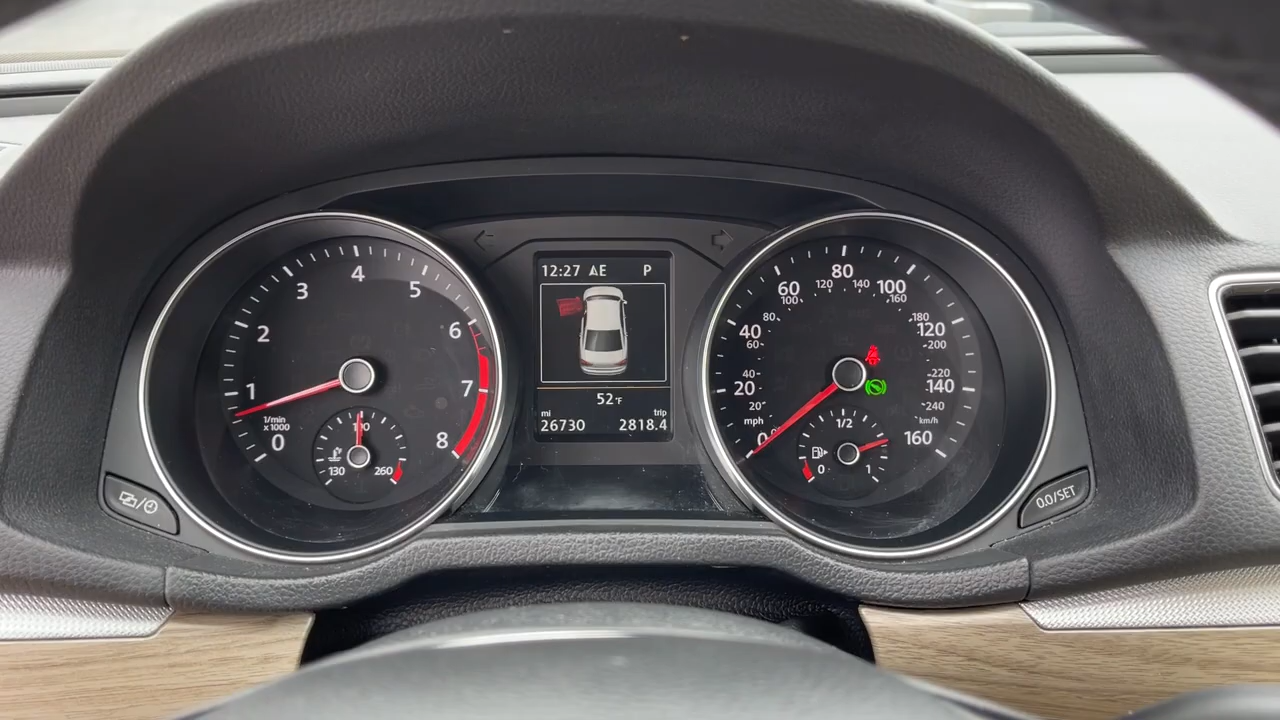 12:27 AE P
52°F
mi trip
26730 2818.4
0 1 2 3 4 5 6 7 8
1/min
x1000
130 190 260
0 20 40 60 80 100 120 140 160
mph
20 40 60 80 100 120 140 160 180 200 220 240
km/h
0 1/2 1
0.0/SET